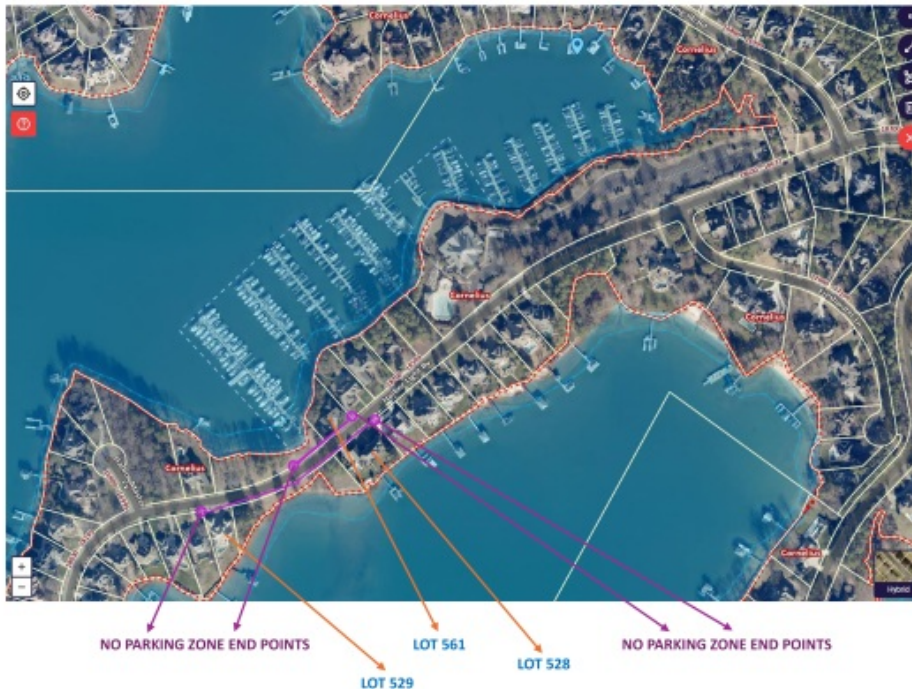 Cornelius
Cornelius
Cornelius
Cornelius
Cornelius
Cornelius
+
−
Hybrid
NO PARKING ZONE END POINTS
LOT 561
NO PARKING ZONE END POINTS
LOT 528
LOT 529